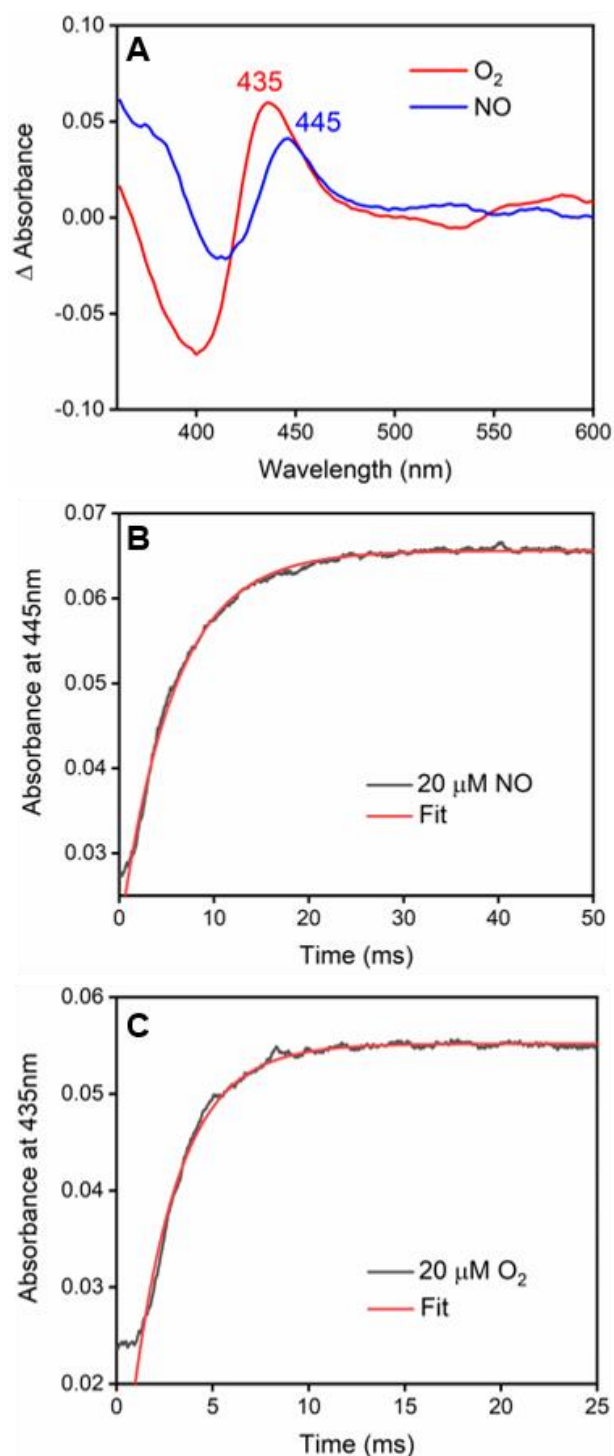 A
435
445
O₂
NO
0.10
0.05
0.00
-0.05
-0.10
Δ Absorbance
400 450 500 550 600
Wavelength (nm)
B
0.07
0.06
0.05
0.04
0.03
Absorbance at 445nm
20 μM NO
Fit
0 10 20 30 40 50
Time (ms)
C
0.06
0.05
0.04
0.03
0.02
Absorbance at 435nm
20 μM O₂
Fit
0 5 10 15 20 25
Time (ms)